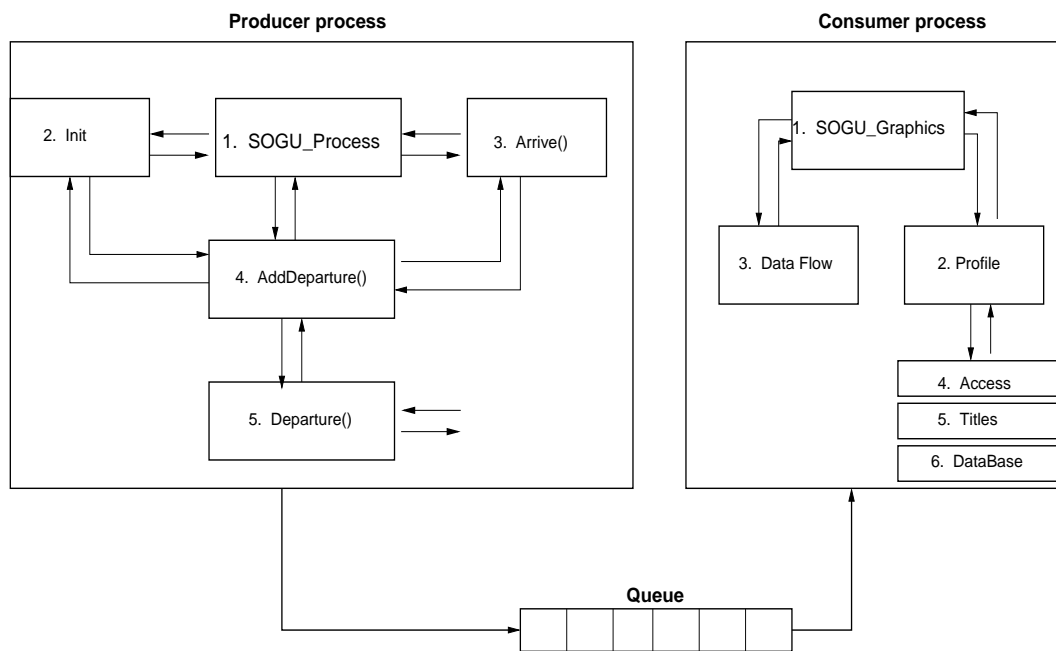 Producer process
Consumer process
2. Init
1. SOGU_Process
3. Arrive()
4. AddDeparture()
5. Departure()
1. SOGU_Graphics
3. Data Flow
2. Profile
4. Access
5. Titles
6. DataBase
Queue